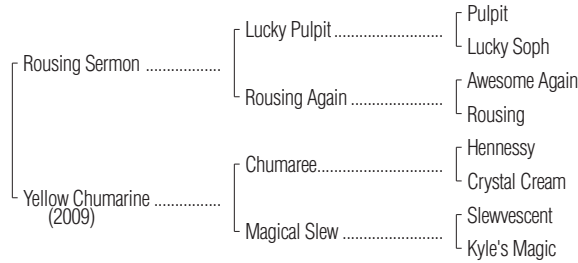 Pulpit
Lucky Pulpit
Lucky Soph
Rousing Sermon
Awesome Again
Rousing Again
Rousing
Hennessy
Chumaree
Crystal Cream
Yellow Chumarine
(2009)
Slewvescent
Magical Slew
Kyle's Magic